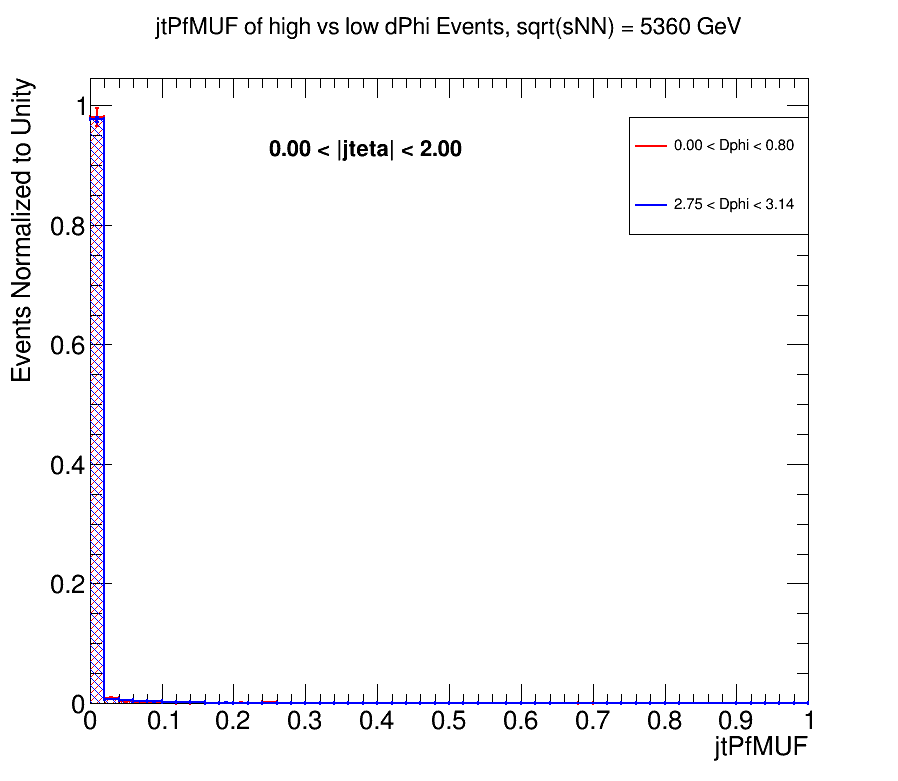 jtPfMUF of high vs low dPhi Events, sqrt(sNN) = 5360 GeV
Events Normalized to Unity
0.00 < |jteta| < 2.00
0.00 < Dphi < 0.80
2.75 < Dphi < 3.14
1
0.8
0.6
0.4
0.2
0
0 0.1 0.2 0.3 0.4 0.5 0.6 0.7 0.8 0.9 1
jtPfMUF